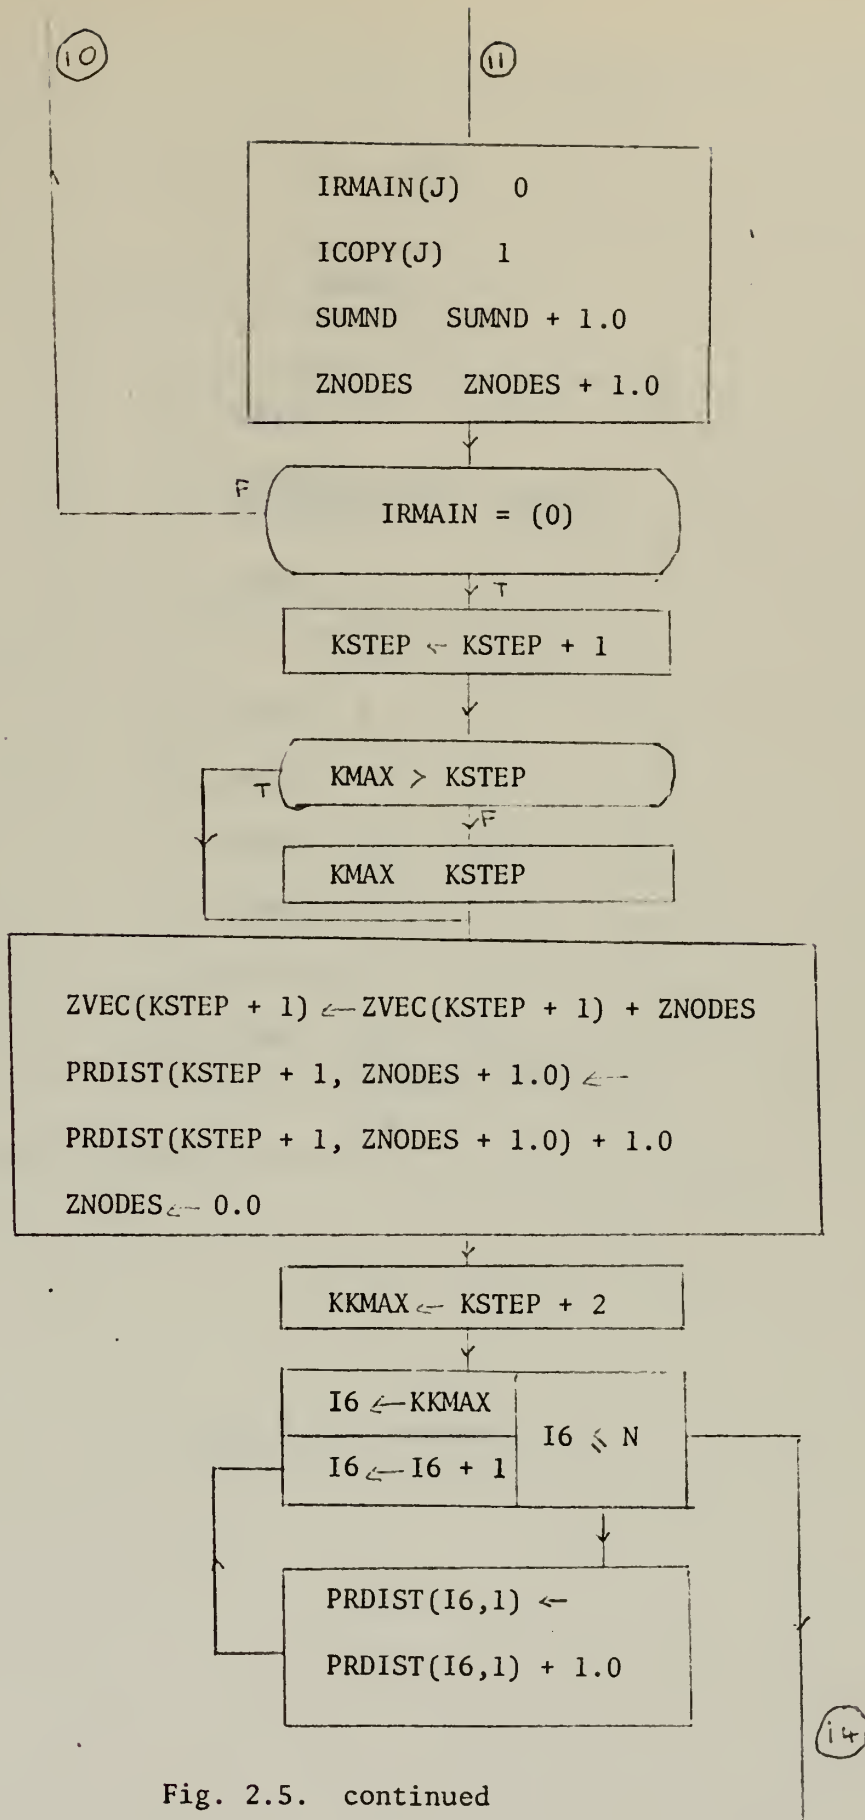 10
11
IRMAIN(J) 0
ICOPY(J) 1
SUMND SUMND + 1.0
ZNODES ZNODES + 1.0
F
IRMAIN = (0)
T
KSTEP ← KSTEP + 1
KMAX > KSTEP
T
F
KMAX KSTEP
ZVEC(KSTEP + 1) ← ZVEC(KSTEP + 1) + ZNODES
PRDIST(KSTEP + 1, ZNODES + 1.0) ←
PRDIST(KSTEP + 1, ZNODES + 1.0) + 1.0
ZNODES ← 0.0
KKMAX ← KSTEP + 2
I6 ← KKMAX
I6 ≤ N
I6 ← I6 + 1
PRDIST(I6,1) ←
PRDIST(I6,1) + 1.0
14
Fig. 2.5. continued